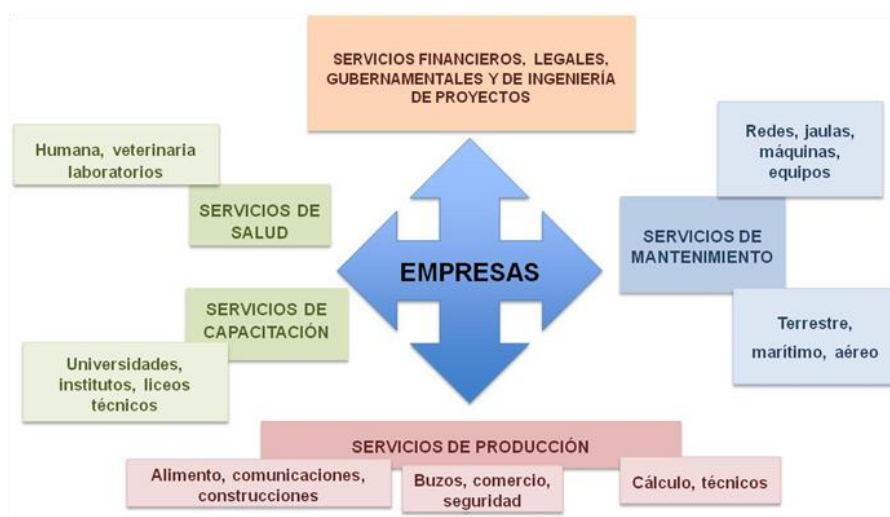 SERVICIOS FINANCIEROS, LEGALES,
GUBERNAMENTALES Y DE INGENIERÍA
DE PROYECTOS
Humana, veterinaria
laboratorios
SERVICIOS DE
SALUD
Redes, jaulas,
máquinas,
equipos
SERVICIOS DE
MANTENIMIENTO
EMPRESAS
SERVICIOS DE
CAPACITACIÓN
Universidades,
institutos, liceos
técnicos
Terrestre,
marítimo, aéreo
SERVICIOS DE PRODUCCIÓN
Alimento, comunicaciones,
construcciones
Buzos, comercio,
seguridad
Cálculo, técnicos